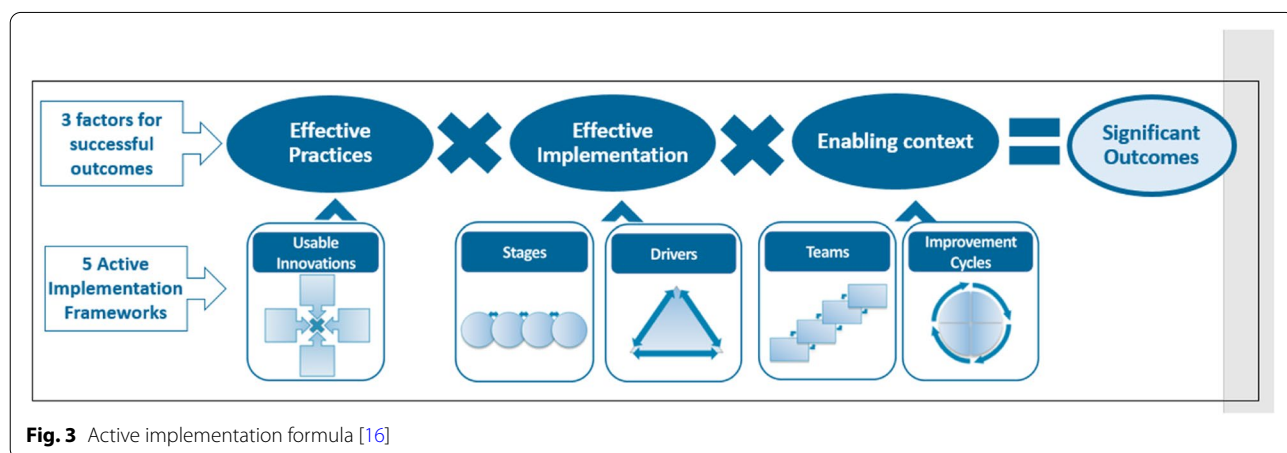 3 factors for
successful
outcomes
Effective
Practices
Effective
Implementation
Enabling context
Significant
Outcomes
5 Active
Implementation
Frameworks
Usable
Innovations
Stages
Drivers
Teams
Improvement
Cycles
Fig. 3 Active implementation formula [16]